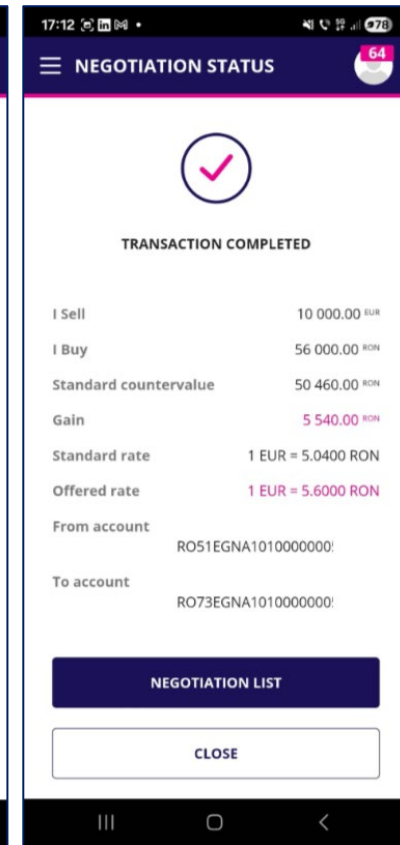 17:12
78
NEGOTIATION STATUS
64
TRANSACTION COMPLETED
I Sell 10 000.00 EUR
I Buy 56 000.00 RON
Standard countervalue 50 460.00 RON
Gain 5 540.00 RON
Standard rate 1 EUR = 5.0400 RON
Offered rate 1 EUR = 5.6000 RON
From account
RO51EGNA1010000000
To account
RO73EGNA1010000000
NEGOTIATION LIST
CLOSE